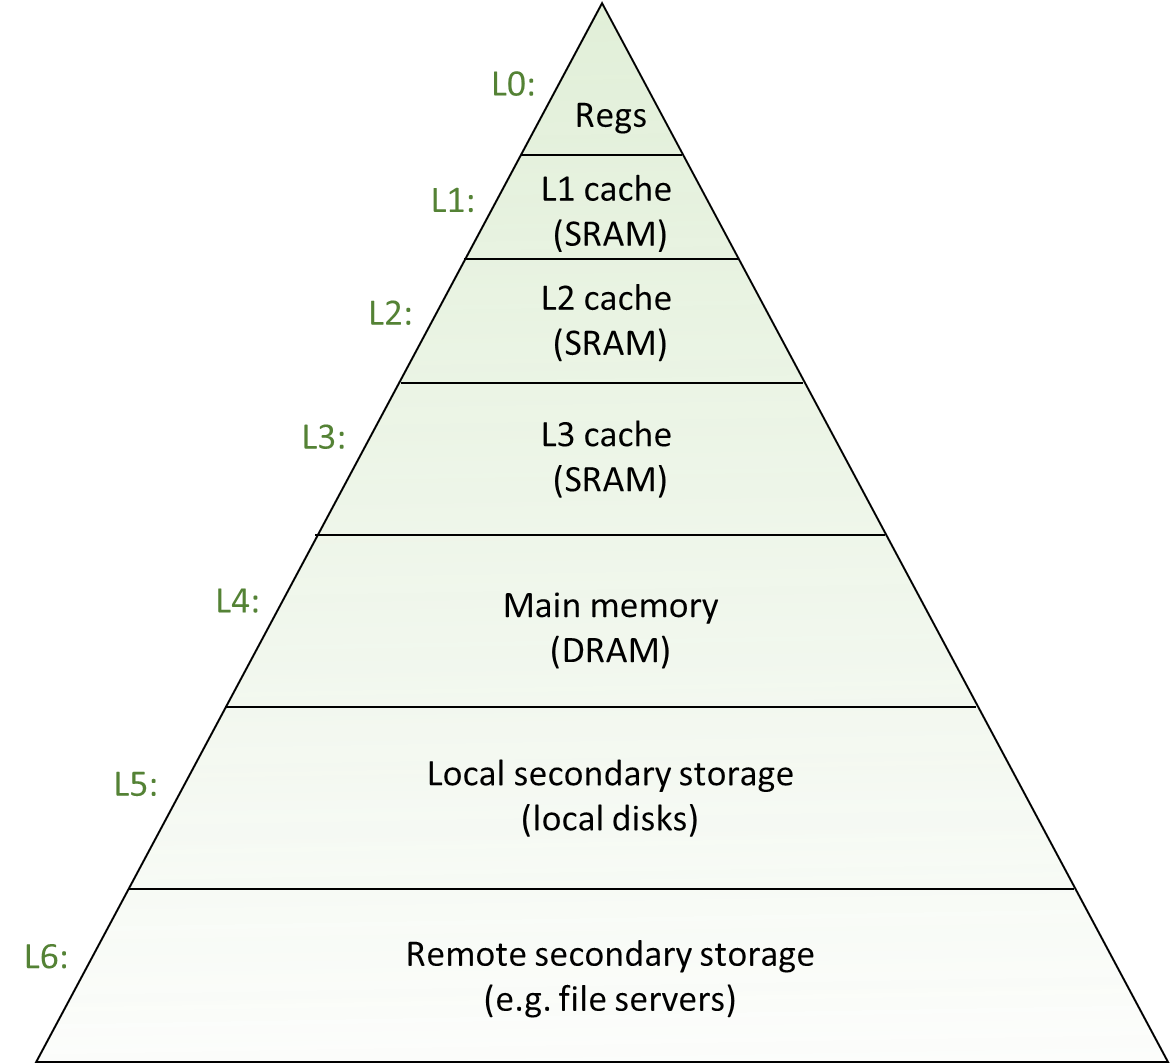 L0:
Regs
L1:
L1 cache
(SRAM)
L2:
L2 cache
(SRAM)
L3:
L3 cache
(SRAM)
L4:
Main memory
(DRAM)
L5:
Local secondary storage
(local disks)
L6:
Remote secondary storage
(e.g. file servers)